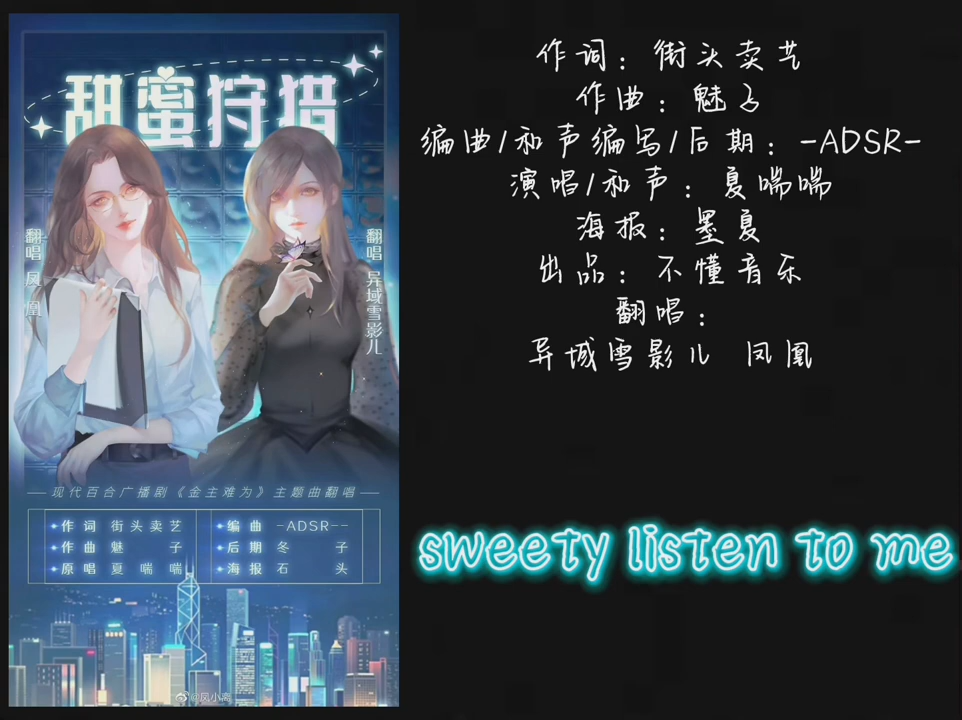 甜蜜狩猎
翻唱 凤凰
翻唱 异域雪影儿
现代百合广播剧《金主难为》主题曲翻唱
作词 街头卖艺
编曲 -ADSR--
作曲 魅子
后期 冬子
原唱 夏喘喘
海报 石头
@凤小斋
作词：街头卖艺
作曲：魅子
编曲/和声编写/后期：-ADSR-
演唱/和声：夏喘喘
海报：墨夏
出品：不懂音乐
翻唱：
异域雪影儿 凤凰
sweety listen to me